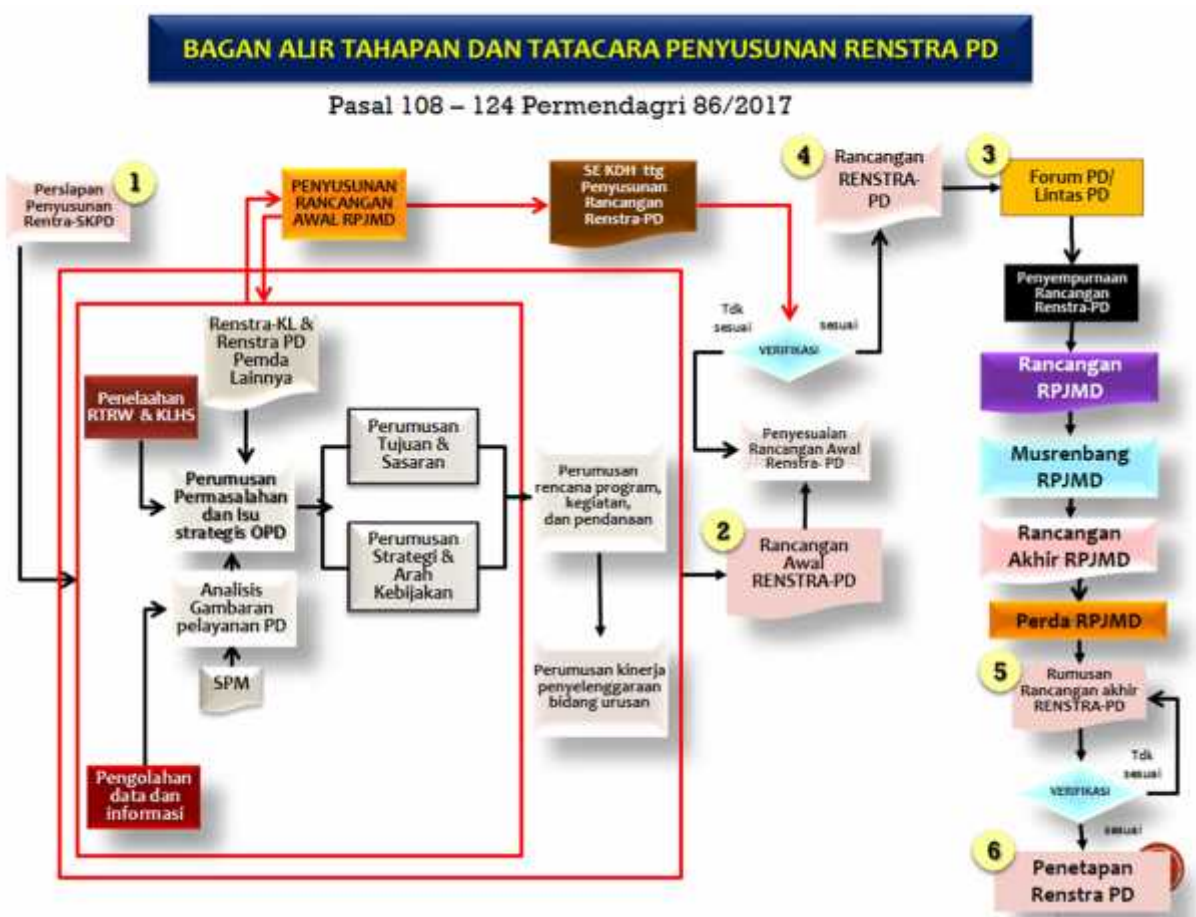 BAGAN ALIR TAHAPAN DAN TATACARA PENYUSUNAN RENSTRA PD
Pasal 108 – 124 Permendagri 86/2017
1
Persiapan
Penyusunan
Rentra-SKPD
PENYUSUNAN
RANCANGAN
AWAL RPJMD
SE KDH ttg
Penyusunan
Rancangan
Renstra-PD
4
Rancangan
RENSTRA-
PD
3
Forum PD/
Lintas PD
Penyempurnaan
Rancangan
Renstra-PD
Tdk
sesuai
sesuai
VERIFIKASI
Renstra-KL &
Renstra PD
Pemda
Lainnya
Penelaahan
RTRW & KLHS
Perumusan
Permasalahan
dan Isu
strategis OPD
Perumusan
Tujuan &
Sasaran
Perumusan
Strategi &
Arah
Kebijakan
Perumusan
rencana program,
kegiatan,
dan pendanaan
Penyesuaian
Rancangan Awal
Renstra- PD
2
Rancangan
Awal
RENSTRA-PD
Analisis
Gambaran
pelayanan PD
SPM
Perumusan kinerja
penyelenggaraan
bidang urusan
Pengolahan
data dan
informasi
Rancangan
RPJMD
Musrenbang
RPJMD
Rancangan
Akhir RPJMD
Perda RPJMD
5
Rumusan
Rancangan akhir
RENSTRA-PD
Tdk
sesuai
VERIFIKASI
sesuai
6
Penetapan
Renstra PD